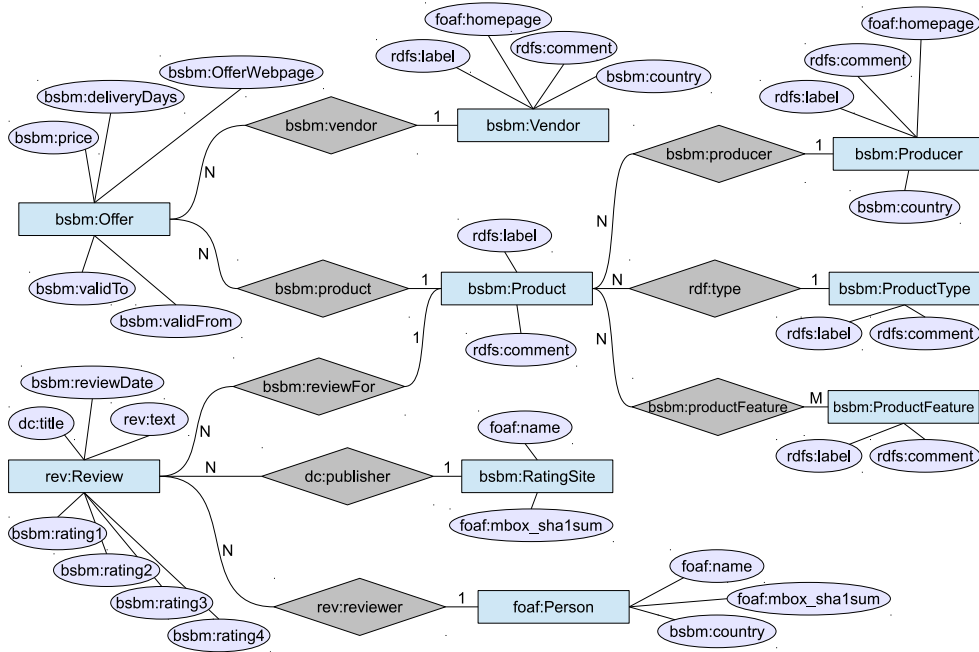 foaf:homepage
foaf:homepage
rdfs:label
rdfs:comment
rdfs:comment
bsbm:OfferWebpage
bsbm:country
bsbm:deliveryDays
rdfs:label
bsbm:price
bsbm:vendor
1
bsbm:Vendor
bsbm:producer
1
bsbm:Producer
N
bsbm:country
bsbm:Offer
rdfs:label
N
N
bsbm:validTo
bsbm:product
1
bsbm:Product
N
rdf:type
1
bsbm:ProductType
bsbm:validFrom
rdfs:label
rdfs:comment
1
N
rdfs:comment
bsbm:reviewDate
bsbm:reviewFor
bsbm:productFeature
M
bsbm:ProductFeature
dc:title
rev:text
N
foaf:name
rdfs:label
rdfs:comment
rev:Review
N
dc:publisher
1
bsbm:RatingSite
bsbm:rating1
foaf:mbox_sha1sum
bsbm:rating2
N
foaf:name
bsbm:rating3
rev:reviewer
1
foaf:Person
foaf:mbox_sha1sum
bsbm:rating4
bsbm:country